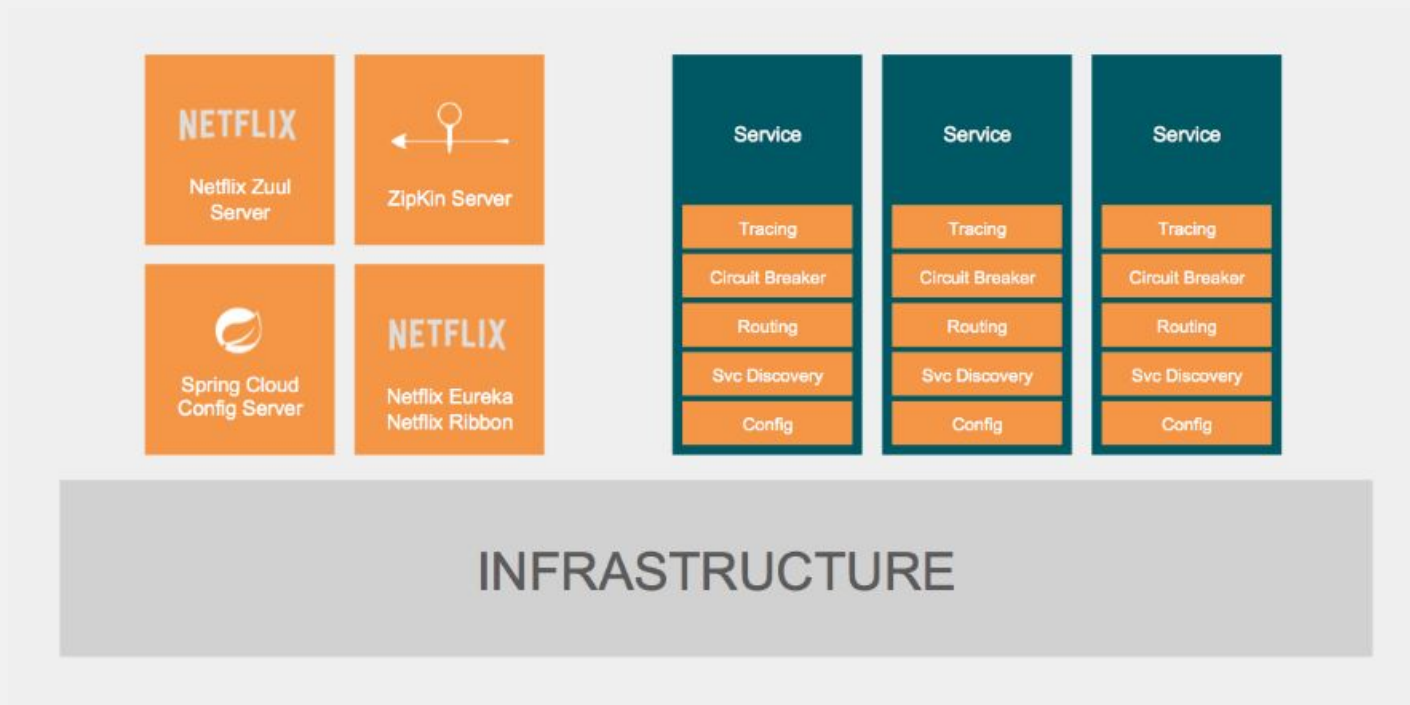 NETFLIX
Netflix Zuul
Server
ZipKin Server
Spring Cloud
Config Server
NETFLIX
Netflix Eureka
Netflix Ribbon
Service
Tracing
Circuit Breaker
Routing
Svc Discovery
Config
Service
Tracing
Circuit Breaker
Routing
Svc Discovery
Config
Service
Tracing
Circuit Breaker
Routing
Svc Discovery
Config
INFRASTRUCTURE